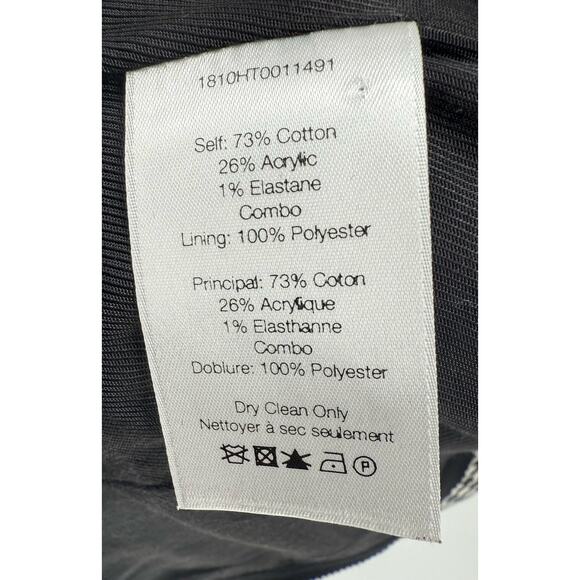 1810HT0011491
Self: 73% Cotton
26% Acrylic
1% Elastane
Combo
Lining: 100% Polyester
Principal: 73% Coton
26% Acrylique
1% Elasthanne
Combo
Doblure: 100% Polyester
Dry Clean Only
Nettoyer à sec seulement
P